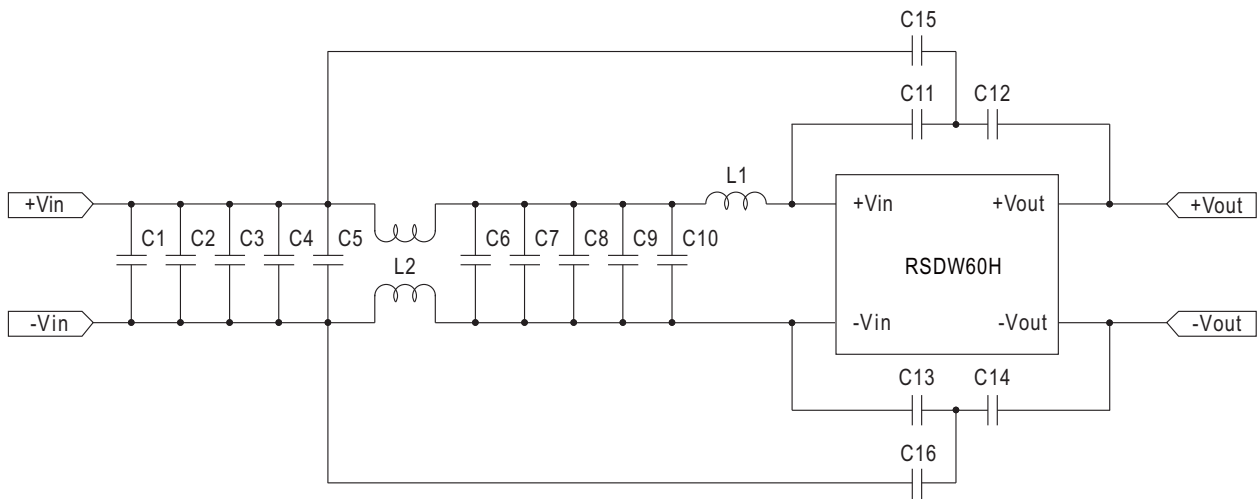 C15
C11 C12
L1
+Vin +Vin +Vout +Vout
C1 C2 C3 C4 C5 C6 C7 C8 C9 C10
L2 RSDW60H
-Vin -Vin -Vout -Vout
C13 C14
C16